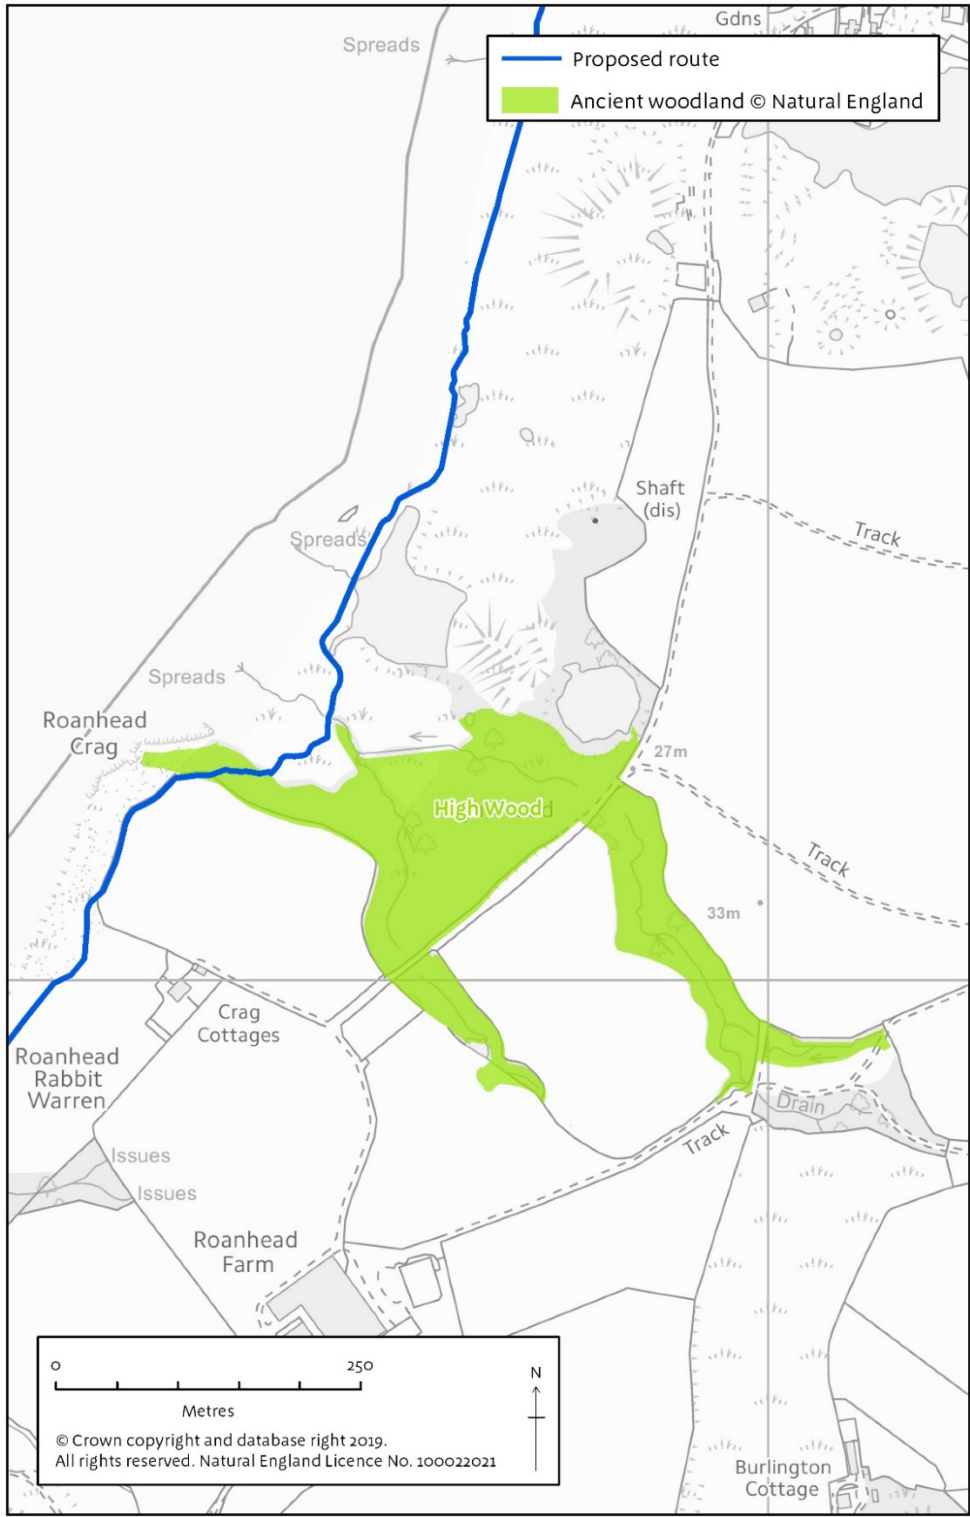 Gdns
Spreads
Proposed route
Ancient woodland © Natural England
Shaft
(dis)
Track
Spreads
Spreads
Roanhead
Crag
27m
High Wood
Track
33m
Crag
Cottages
Roanhead
Rabbit
Warren
Drain
Track
Issues
Issues
Roanhead
Farm
0 250
Metres
N
© Crown copyright and database right 2019.
All rights reserved. Natural England Licence No. 100022021
Burlington
Cottage